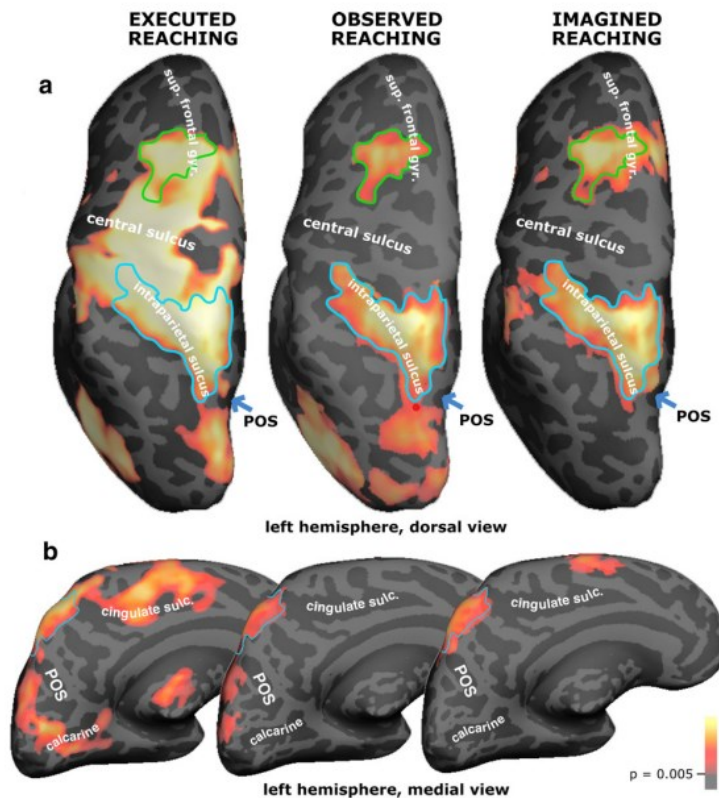 EXECUTED
REACHING
OBSERVED
REACHING
IMAGINED
REACHING
a
sup. frontal gyr.
central sulcus
intraparietal sulcus
POS
sup. frontal gyr.
central sulcus
intraparietal sulcus
POS
sup. frontal gyr.
central sulcus
intraparietal sulcus
POS
left hemisphere, dorsal view
b
cingulate sulc.
POS
calcarine
cingulate sulc.
POS
calcarine
cingulate sulc.
POS
calcarine
p = 0.005
left hemisphere, medial view